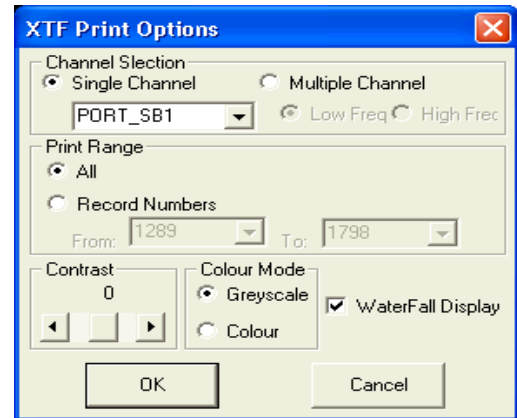 XTF Print Options
Channel Slection
Single Channel Multiple Channel
PORT_SB1 Low Freq High Frec
Print Range
All
Record Numbers
From: 1289 To: 1798
Contrast Colour Mode
0 Greyscale WaterFall Display
Colour
OK Cancel